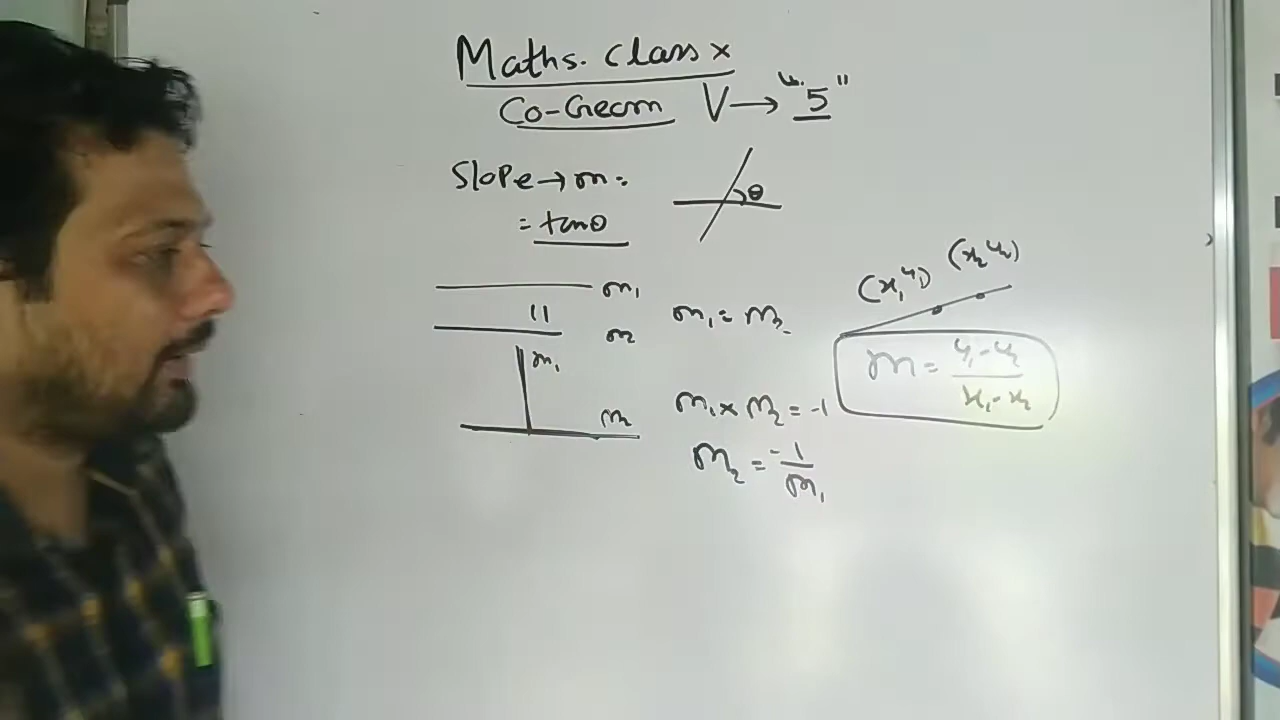 Maths. Class x
Co-Geom V → "5"
Slope → m =
= tanθ
θ
(x₁ y₁) (x₂ y₂)
m₁
||
m₂
m₁ = m₂
m = y₁-y₂ / x₁-x₂
m₁
m₂
m₁ × m₂ = -1
m₂ = -1 / m₁